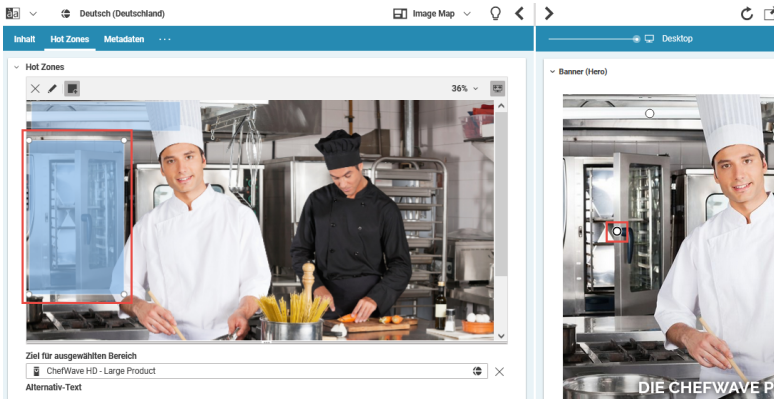 āa Deutsch (Deutschland) Image Map
Inhalt Hot Zones Metadaten ...
Desktop
Hot Zones
36%
Banner (Hero)
DIE CHEFWAVE P
Ziel für ausgewählten Bereich
ChefWave HD - Large Product
Alternativ-Text